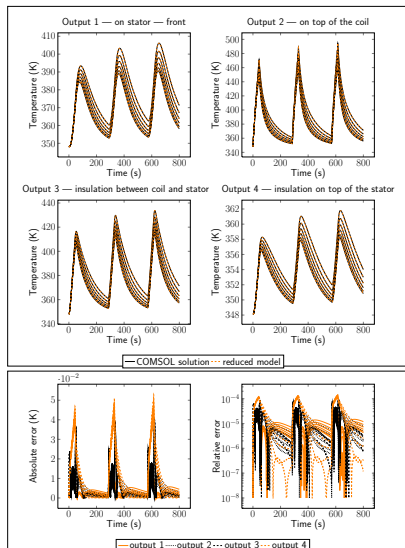 Output 1 — on stator — front
Output 2 — on top of the coil
Temperature (K)
410
400
390
380
370
360
350
0 200 400 600 800
Time (s)
Temperature (K)
500
480
460
440
420
400
380
360
340
0 200 400 600 800
Time (s)
Output 3 — insulation between coil and stator
Output 4 — insulation on top of the stator
Temperature (K)
440
420
400
380
360
340
0 200 400 600 800
Time (s)
Temperature (K)
362
360
358
356
354
352
350
348
0 200 400 600 800
Time (s)
COMSOL solution reduced model
Absolute error (K)
·10⁻²
5
4
3
2
1
0
0 200 400 600 800
Time (s)
Relative error
10⁻⁴
10⁻⁵
10⁻⁶
10⁻⁷
10⁻⁸
0 200 400 600 800
Time (s)
output 1 output 2 output 3 output 4